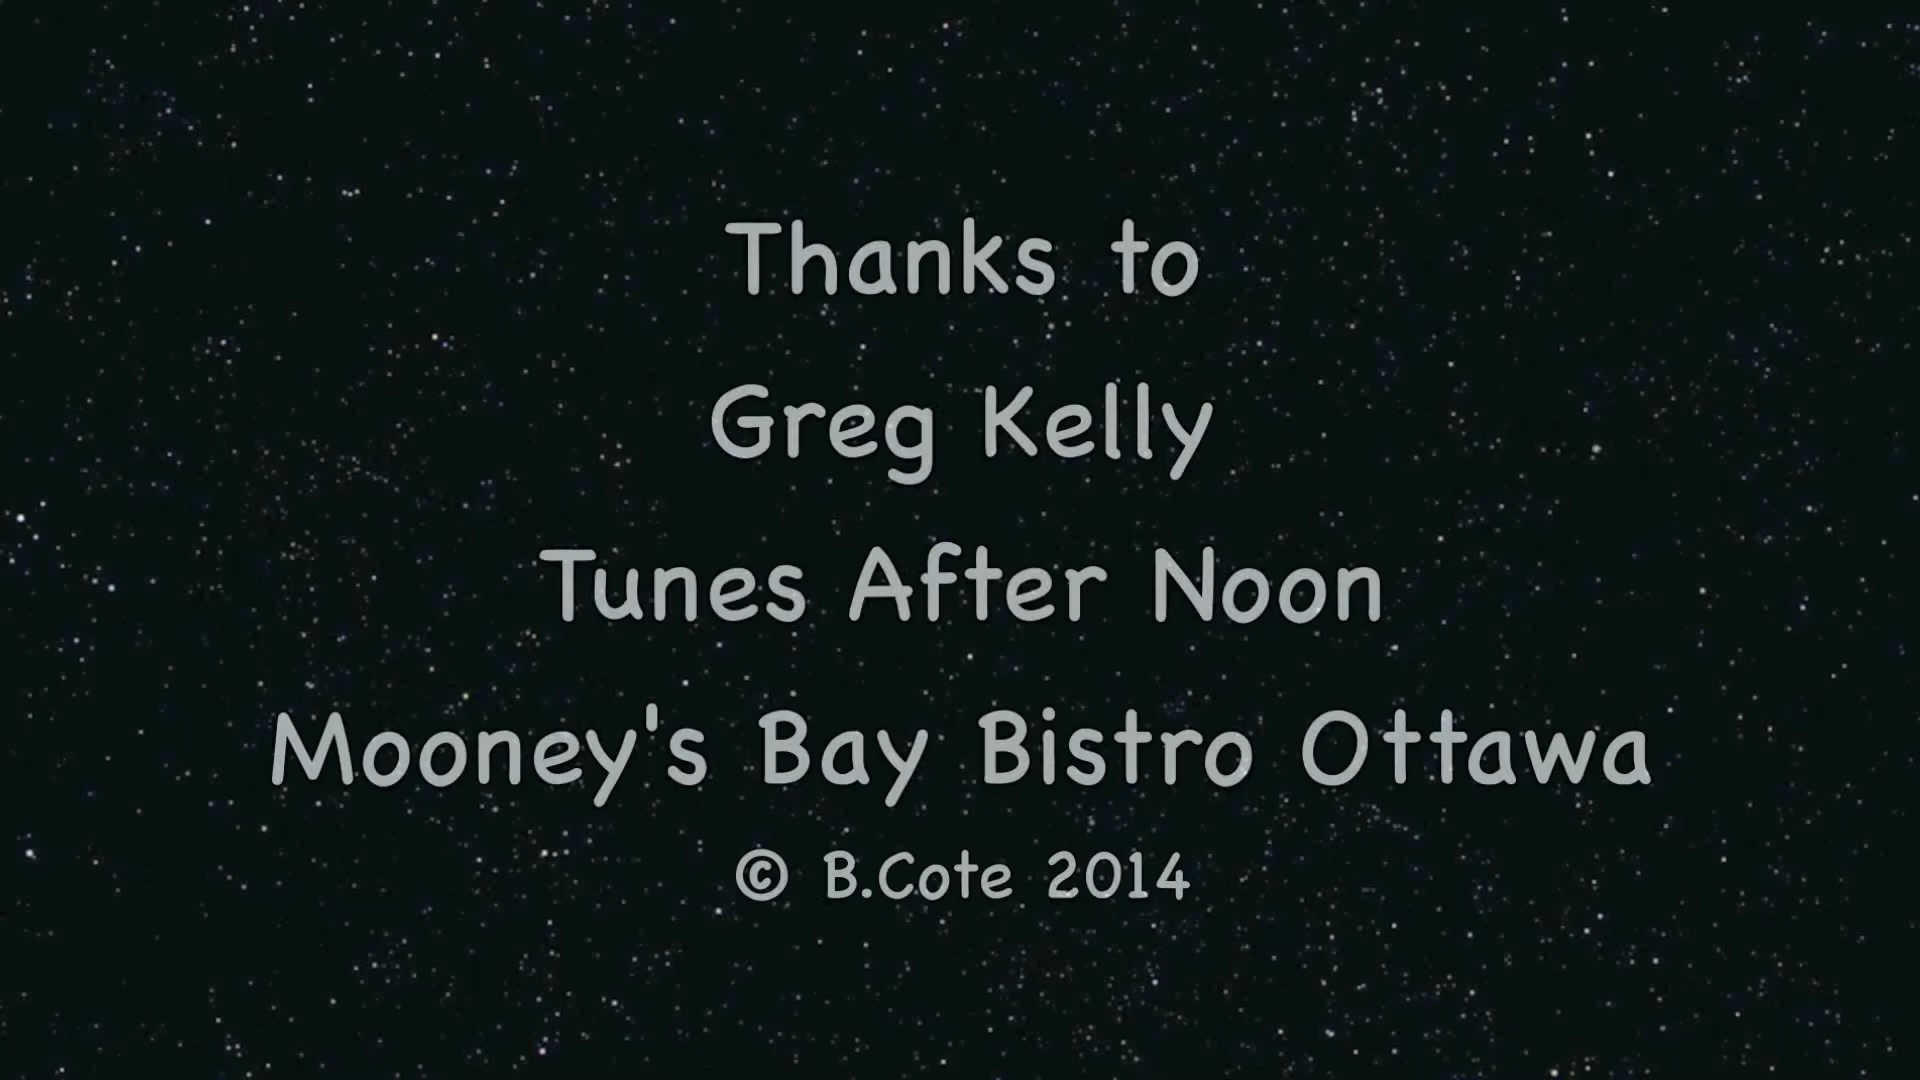 Thanks to
Greg Kelly
Tunes After Noon
Mooney's Bay Bistro Ottawa
© B.Cote 2014